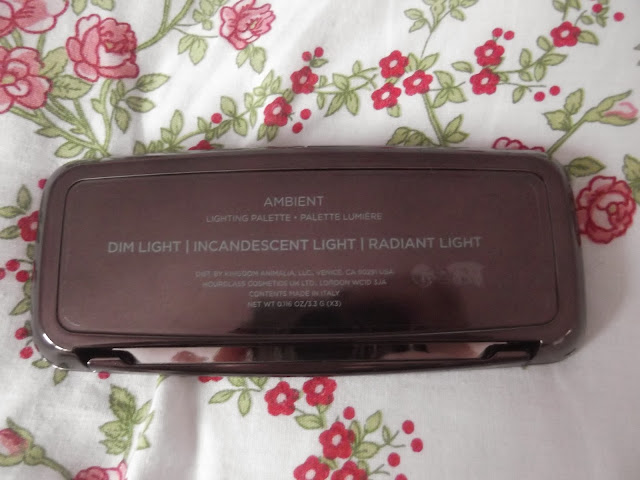 AMBIENT
LIGHTING PALETTE • PALETTE LUMIÈRE
DIM LIGHT | INCANDESCENT LIGHT | RADIANT LIGHT
DIST. BY KINGDOM ANIMALIA, LLC, VENICE, CA 90291 USA
HOURGLASS COSMETICS UK LTD, LONDON WC1D 3JA
CONTENTS MADE IN ITALY
NET WT 0.116 OZ/3.3 G (X3)